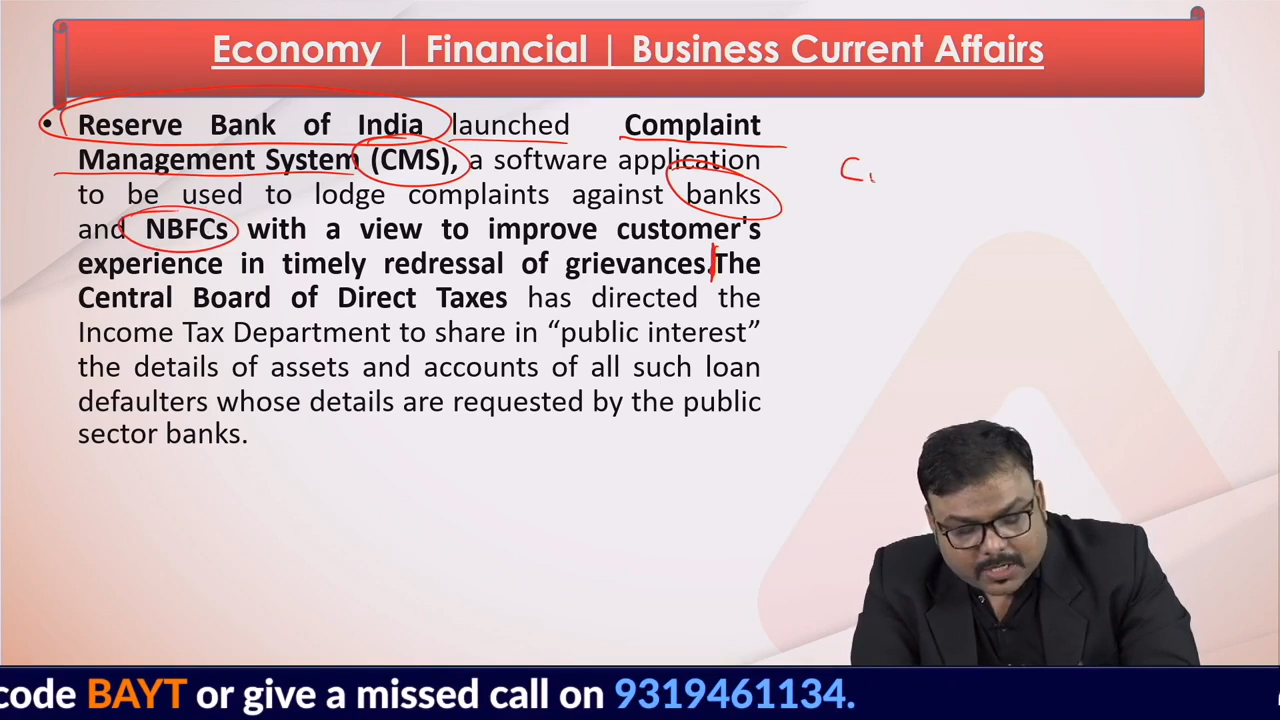 Economy | Financial | Business Current Affairs
• Reserve Bank of India launched Complaint
Management System (CMS), a software application
to be used to lodge complaints against banks
and NBFCs with a view to improve customer's
experience in timely redressal of grievances.The
Central Board of Direct Taxes has directed the
Income Tax Department to share in “public interest”
the details of assets and accounts of all such loan
defaulters whose details are requested by the public
sector banks.
code BAYT or give a missed call on 9319461134.